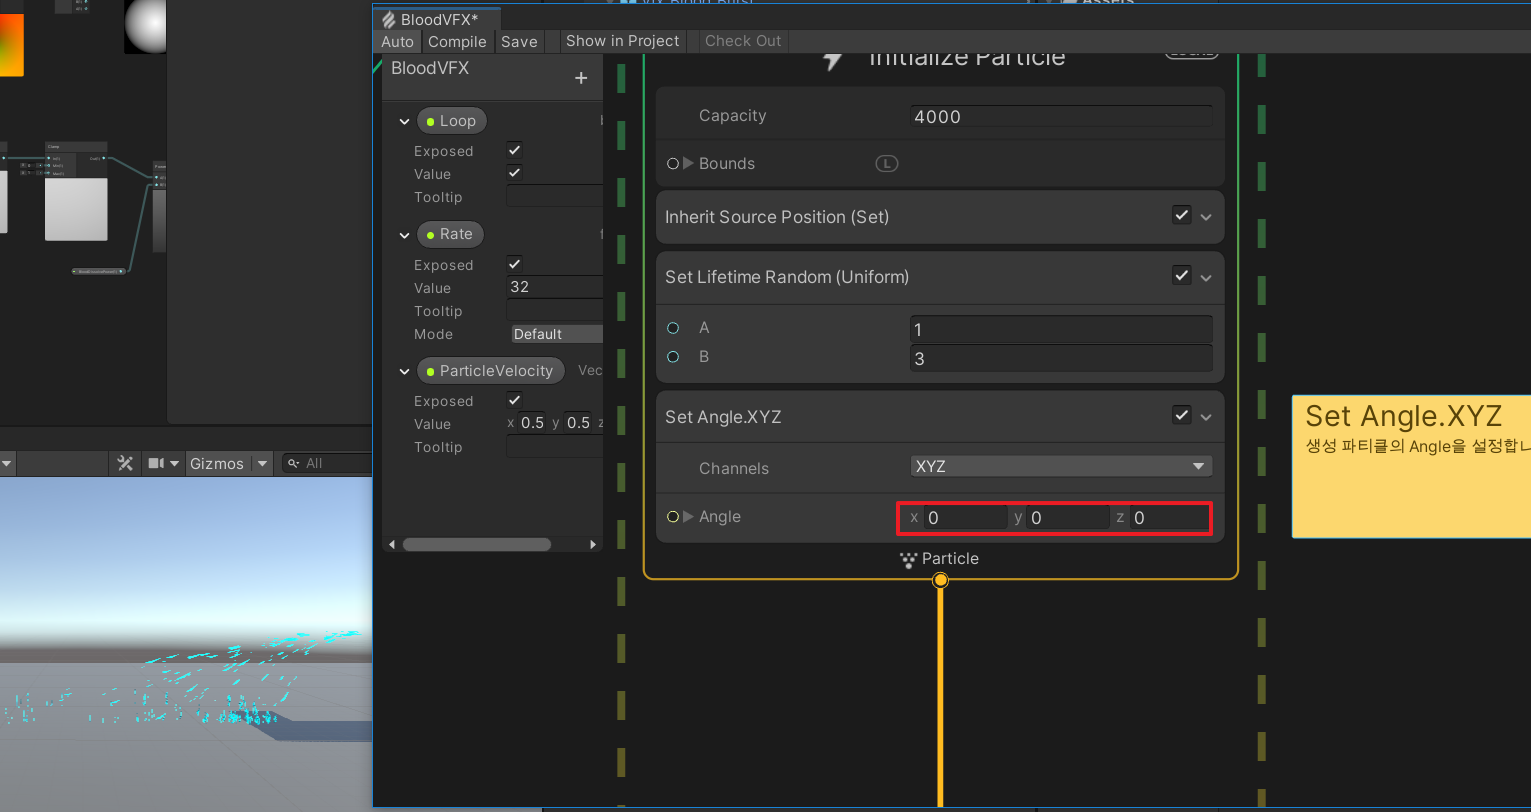 BloodVFX*
Auto Compile Save Show in Project Check Out
BloodVFX
+
Loop
Exposed
Value
Tooltip
Rate
Exposed
Value 32
Tooltip
Mode Default
ParticleVelocity Vec
Exposed
Value x 0.5 y 0.5 z
Tooltip
Initialize Particle
Capacity 4000
Bounds L
Inherit Source Position (Set)
Set Lifetime Random (Uniform)
A 1
B 3
Set Angle.XYZ
Channels XYZ
Angle x 0 y 0 z 0
Particle
Set Angle.XYZ
생성 파티클의 Angle을 설정합니
Gizmos All
Clamp